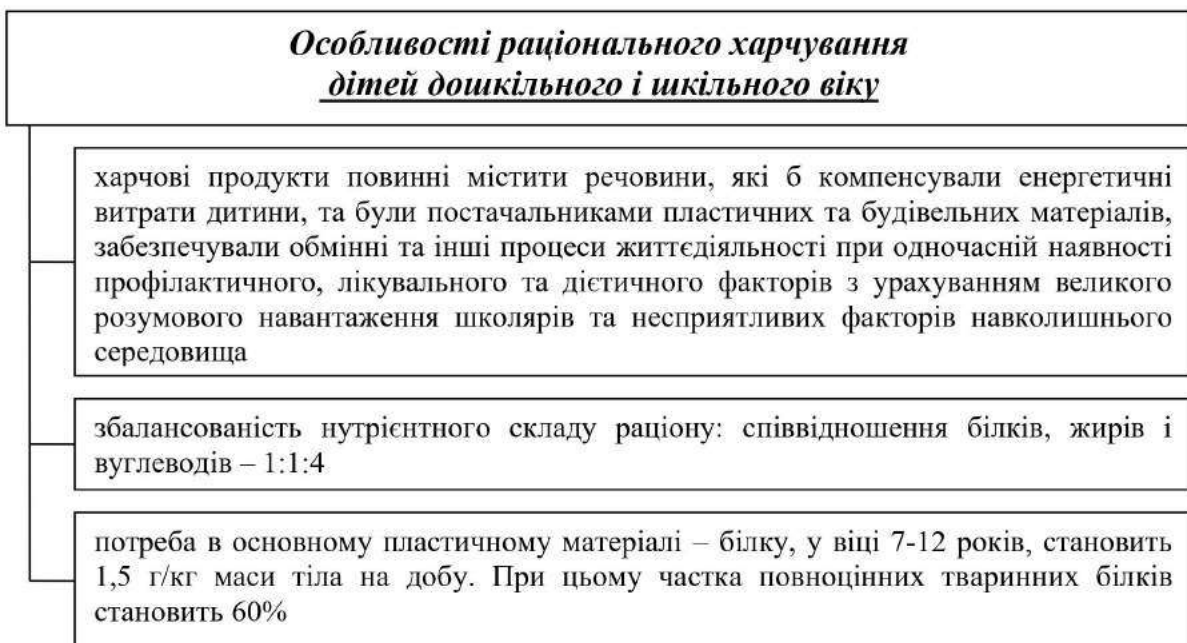 Особливості раціонального харчування
дітей дошкільного і шкільного віку
харчові продукти повинні містити речовини, які б компенсували енергетичні
витрати дитини, та були постачальниками пластичних та будівельних матеріалів,
забезпечували обмінні та інші процеси життєдіяльності при одночасній наявності
профілактичного, лікувального та дієтичного факторів з урахуванням великого
розумового навантаження школярів та несприятливих факторів навколишнього
середовища
збалансованість нутрієнтного складу раціону: співвідношення білків, жирів і
вуглеводів – 1:1:4
потреба в основному пластичному матеріалі – білку, у віці 7-12 років, становить
1,5 г/кг маси тіла на добу. При цьому частка повноцінних тваринних білків
становить 60%